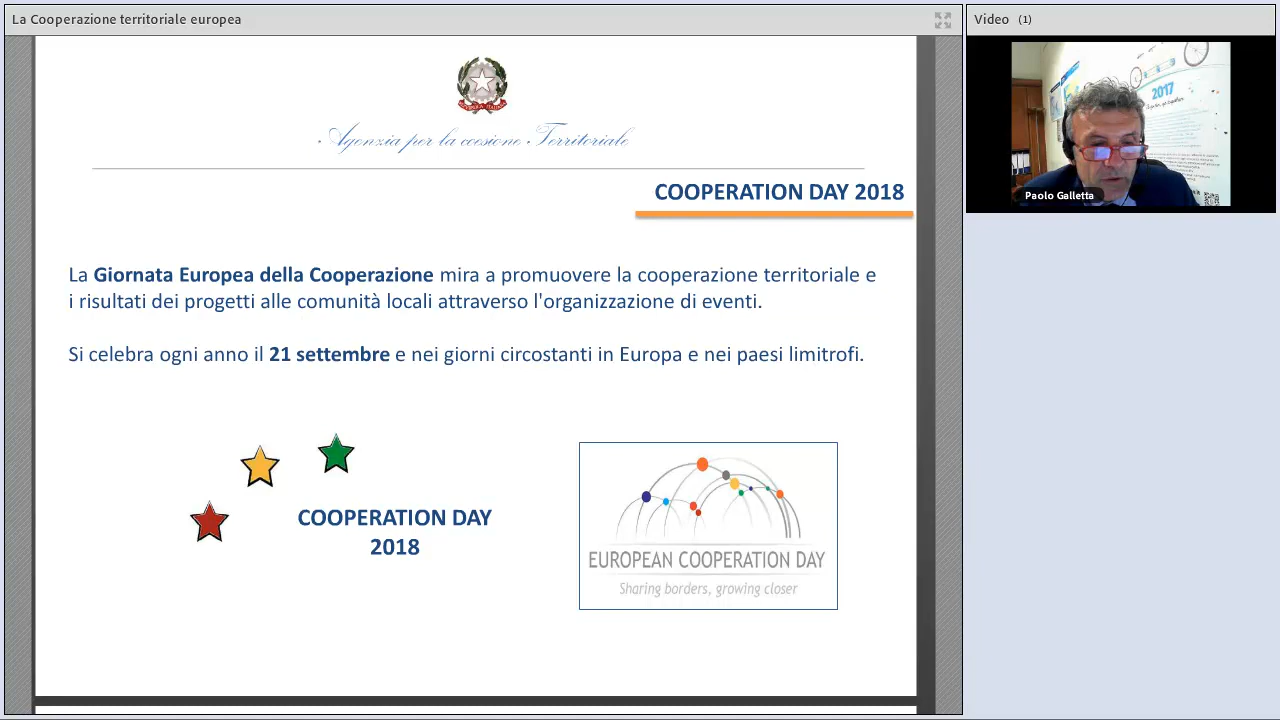 La Cooperazione territoriale europea
Agenzia per la coesione Territoriale
COOPERATION DAY 2018
La Giornata Europea della Cooperazione mira a promuovere la cooperazione territoriale e
i risultati dei progetti alle comunità locali attraverso l'organizzazione di eventi.
Si celebra ogni anno il 21 settembre e nei giorni circostanti in Europa e nei paesi limitrofi.
COOPERATION DAY
2018
EUROPEAN COOPERATION DAY
Sharing borders, growing closer
Video (1)
2017
Paolo Galletta